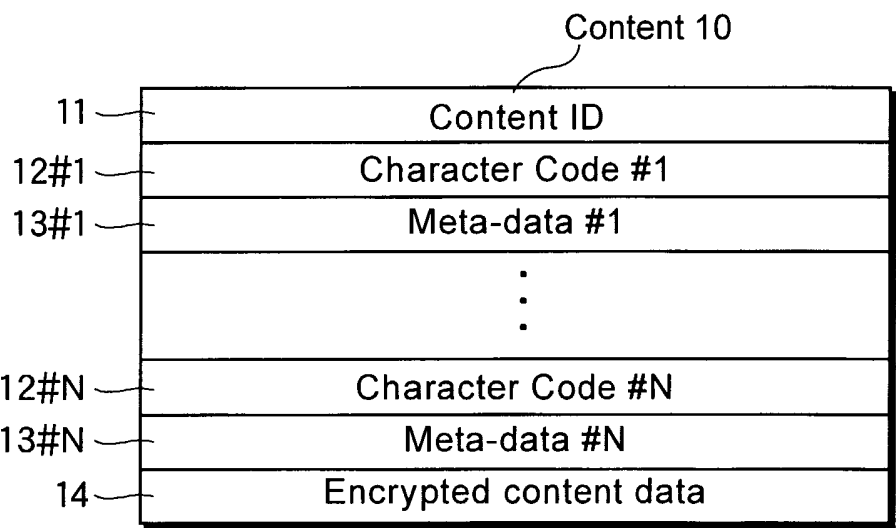 Content 10
11 Content ID
12#1 Character Code #1
13#1 Meta-data #1
12#N Character Code #N
13#N Meta-data #N
14 Encrypted content data